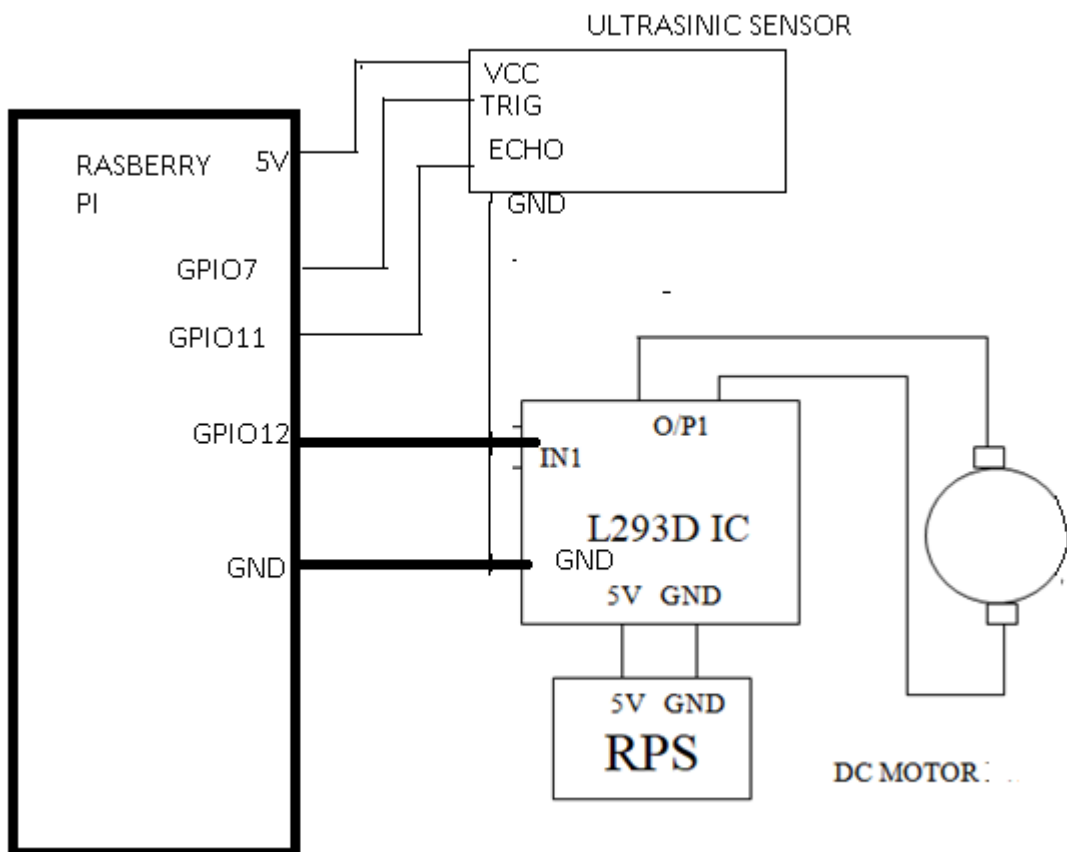 ULTRASINIC SENSOR
VCC
TRIG
ECHO
GND
RASBERRY
PI
5V
GPIO7
GPIO11
GPIO12
GND
O/P1
IN1
L293D IC
GND
5V GND
5V GND
RPS
DC MOTOR